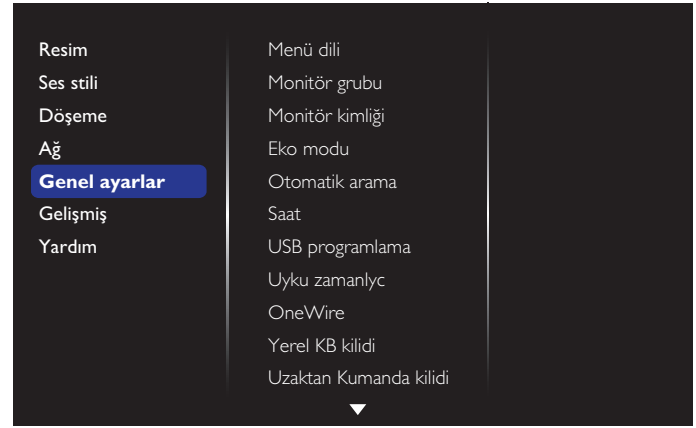 Resim
Ses stili
Döşeme
Ağ
Genel ayarlar
Gelişmiş
Yardım
Menü dili
Monitör grubu
Monitör kimliği
Eko modu
Otomatik arama
Saat
USB programlama
Uyku zamanlyc
OneWire
Yerel KB kilidi
Uzaktan Kumanda kilidi